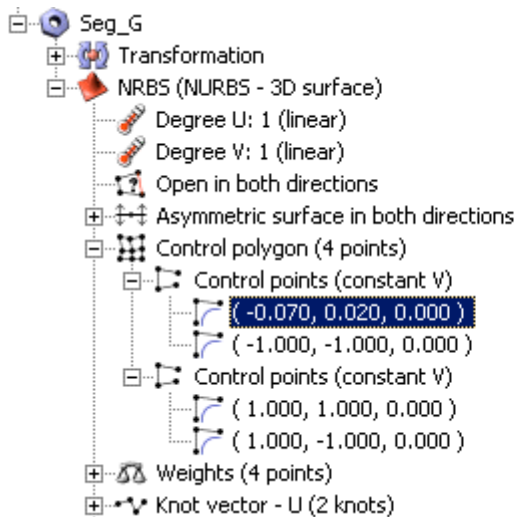 Seg_G
Transformation
NRBS (NURBS - 3D surface)
Degree U: 1 (linear)
Degree V: 1 (linear)
Open in both directions
Asymmetric surface in both directions
Control polygon (4 points)
Control points (constant V)
( -0.070, 0.020, 0.000 )
( -1.000, -1.000, 0.000 )
Control points (constant V)
( 1.000, 1.000, 0.000 )
( 1.000, -1.000, 0.000 )
Weights (4 points)
Knot vector - U (2 knots)